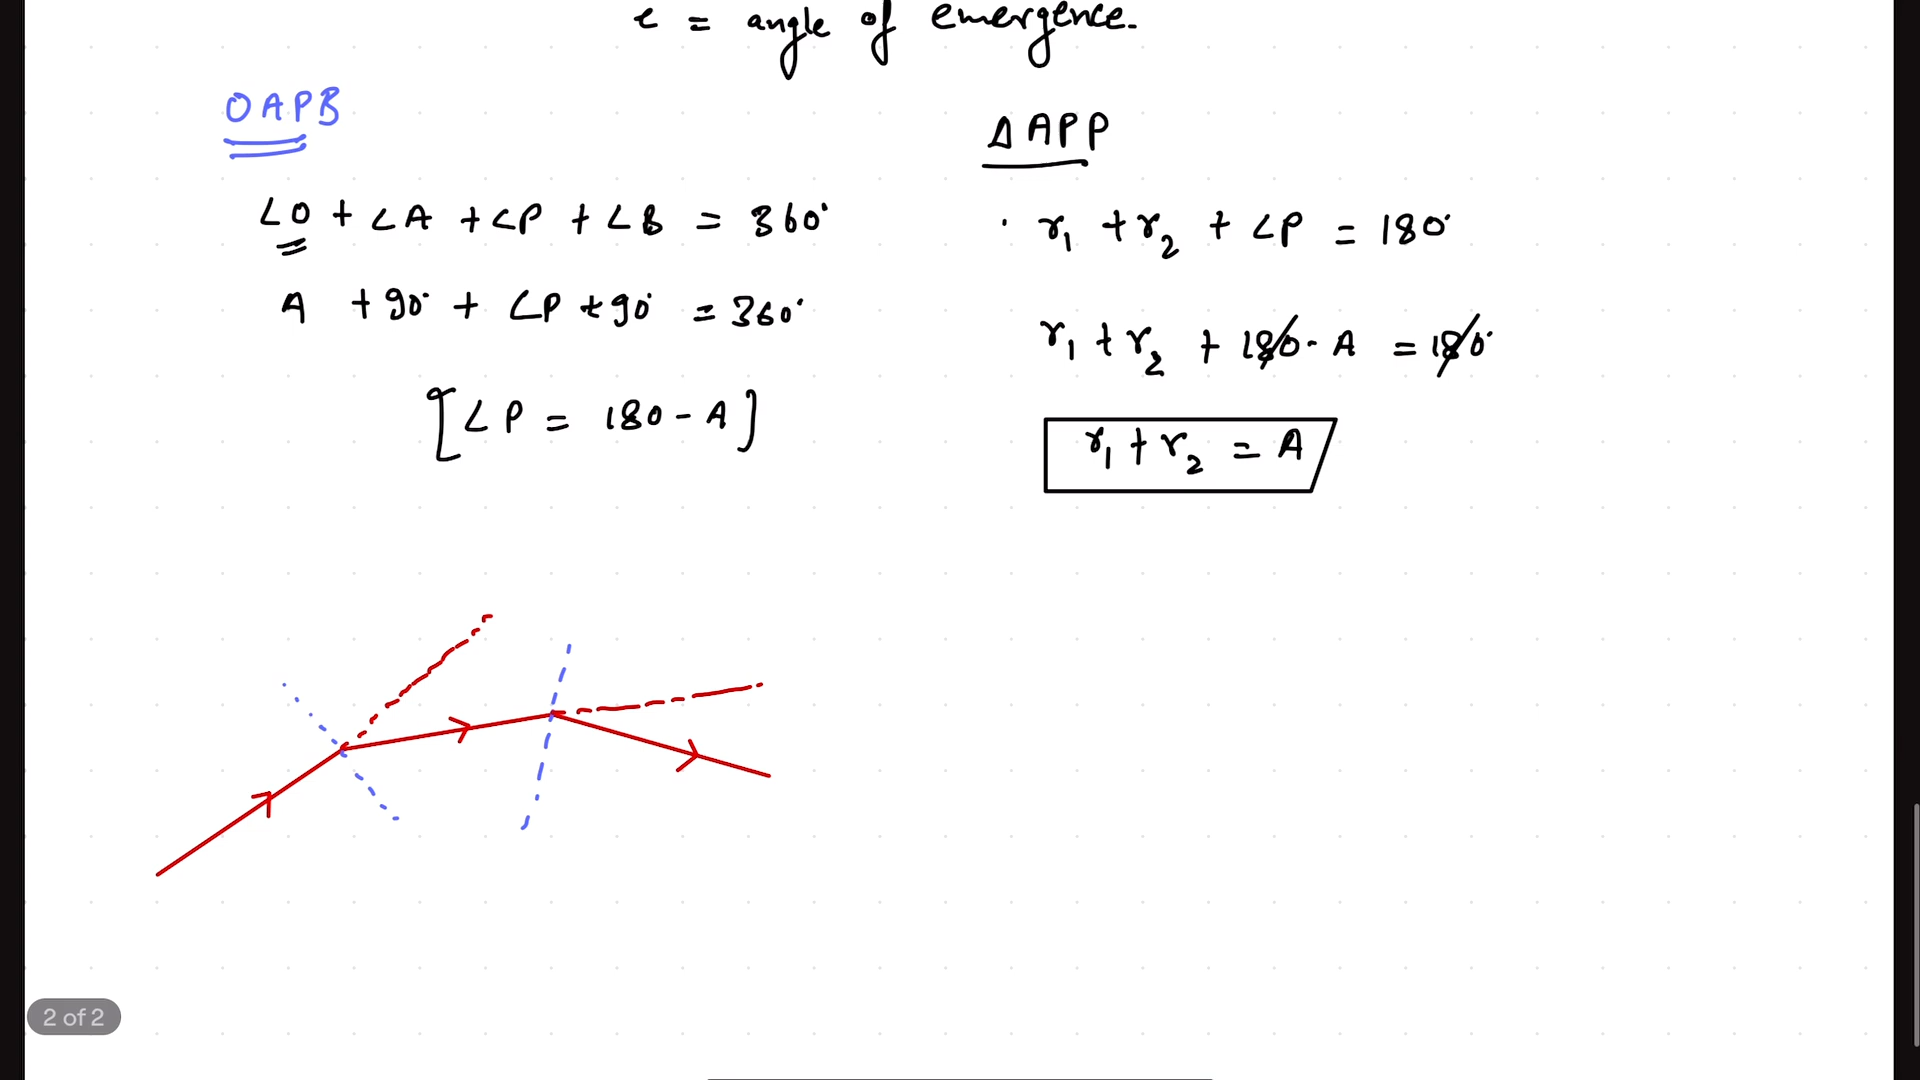 e = angle of emergence.
OAPB
∠O + ∠A + ∠P + ∠B = 360°
A + 90° + ∠P + 90° = 360°
[∠P = 180 - A]
Δ APP
r₁ + r₂ + ∠P = 180°
r₁ + r₂ + 180 - A = 180°
r₁ + r₂ = A
2 of 2